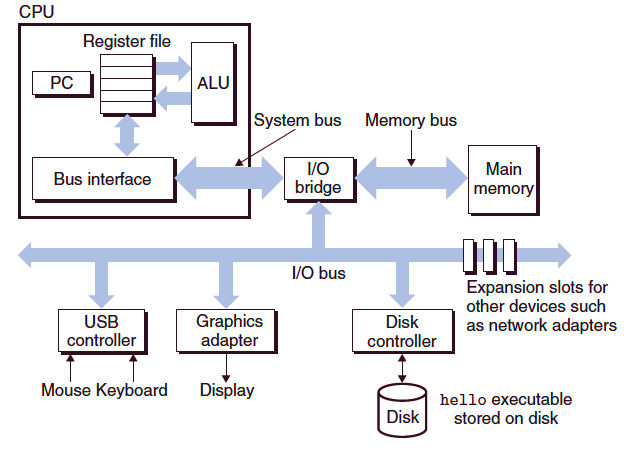 CPU
Register file
PC
ALU
System bus
Memory bus
Bus interface
I/O
bridge
Main
memory
I/O bus
Expansion slots for
other devices such
as network adapters
USB
controller
Graphics
adapter
Disk
controller
Mouse Keyboard
Display
Disk
hello executable
stored on disk